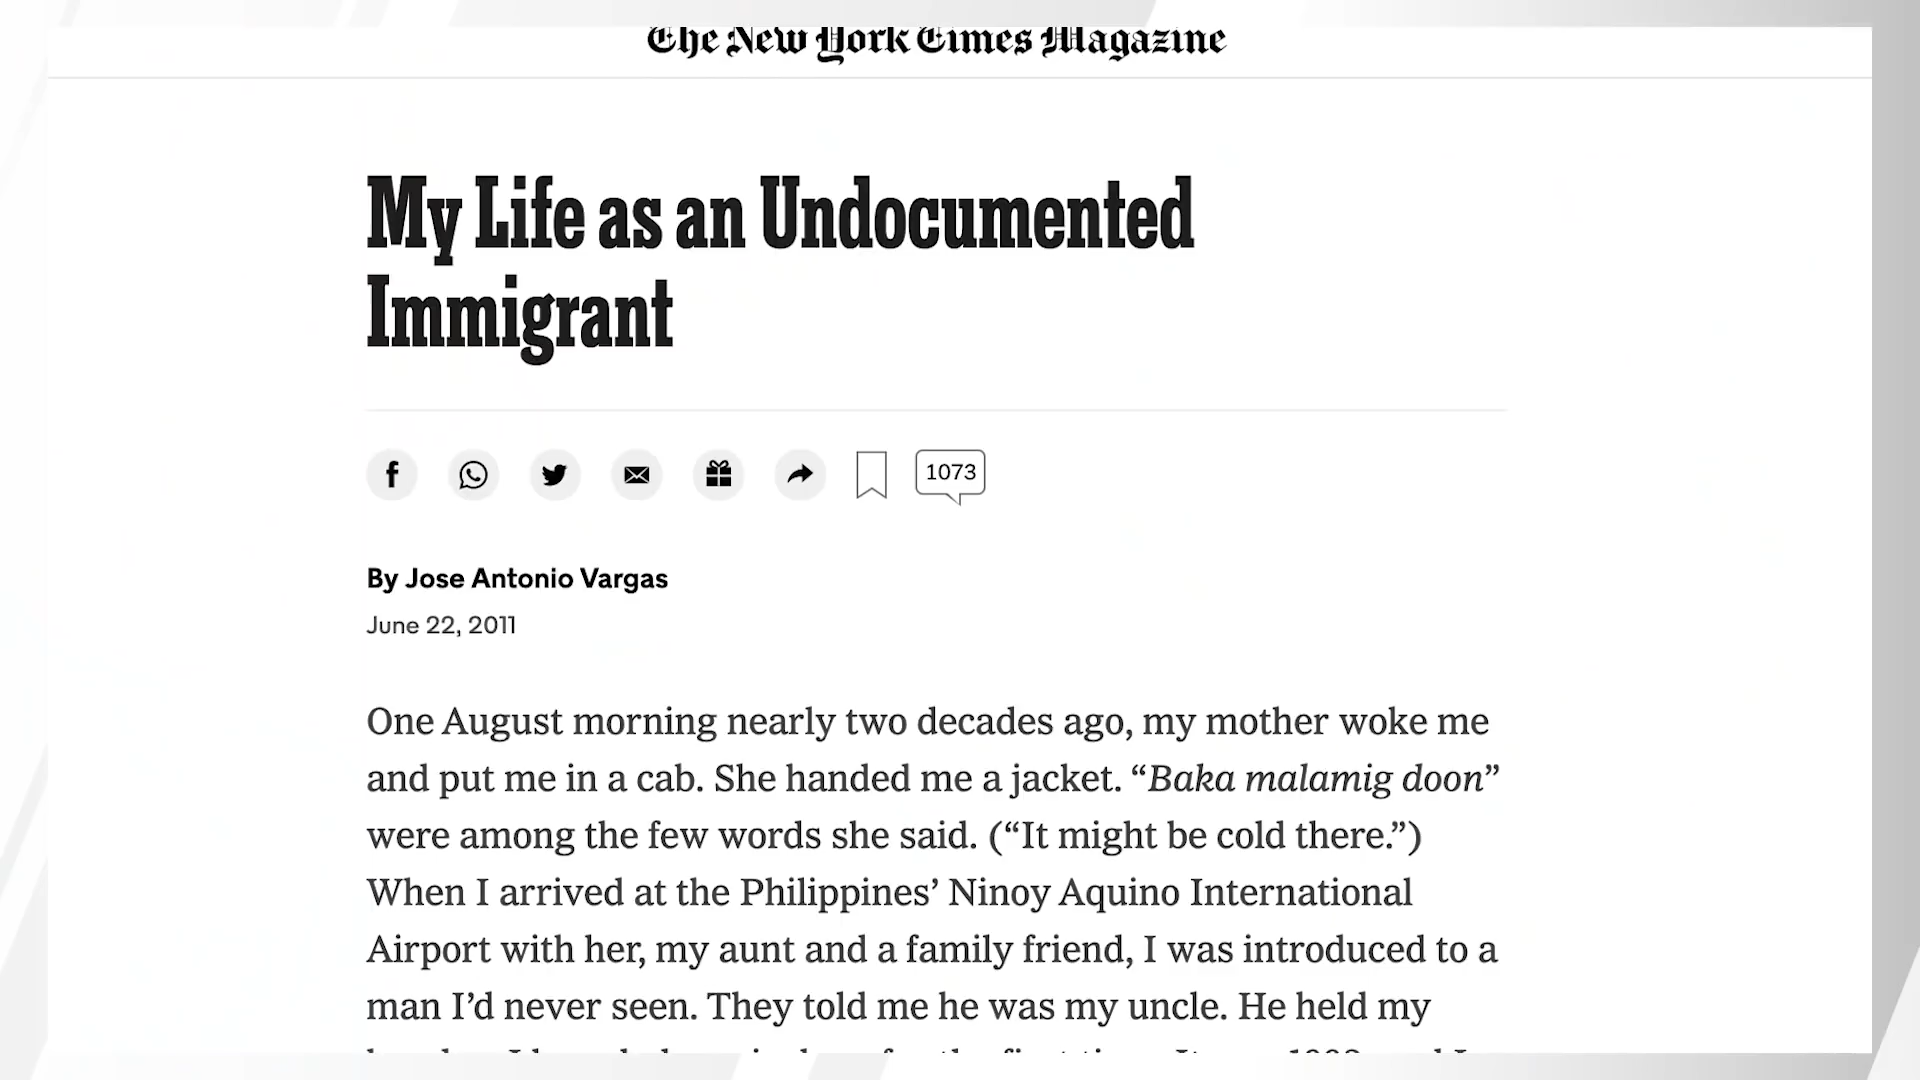 The New York Times Magazine
My Life as an Undocumented
Immigrant
1073
By Jose Antonio Vargas
June 22, 2011
One August morning nearly two decades ago, my mother woke me
and put me in a cab. She handed me a jacket. “Baka malamig doon”
were among the few words she said. (“It might be cold there.”)
When I arrived at the Philippines’ Ninoy Aquino International
Airport with her, my aunt and a family friend, I was introduced to a
man I’d never seen. They told me he was my uncle. He held my